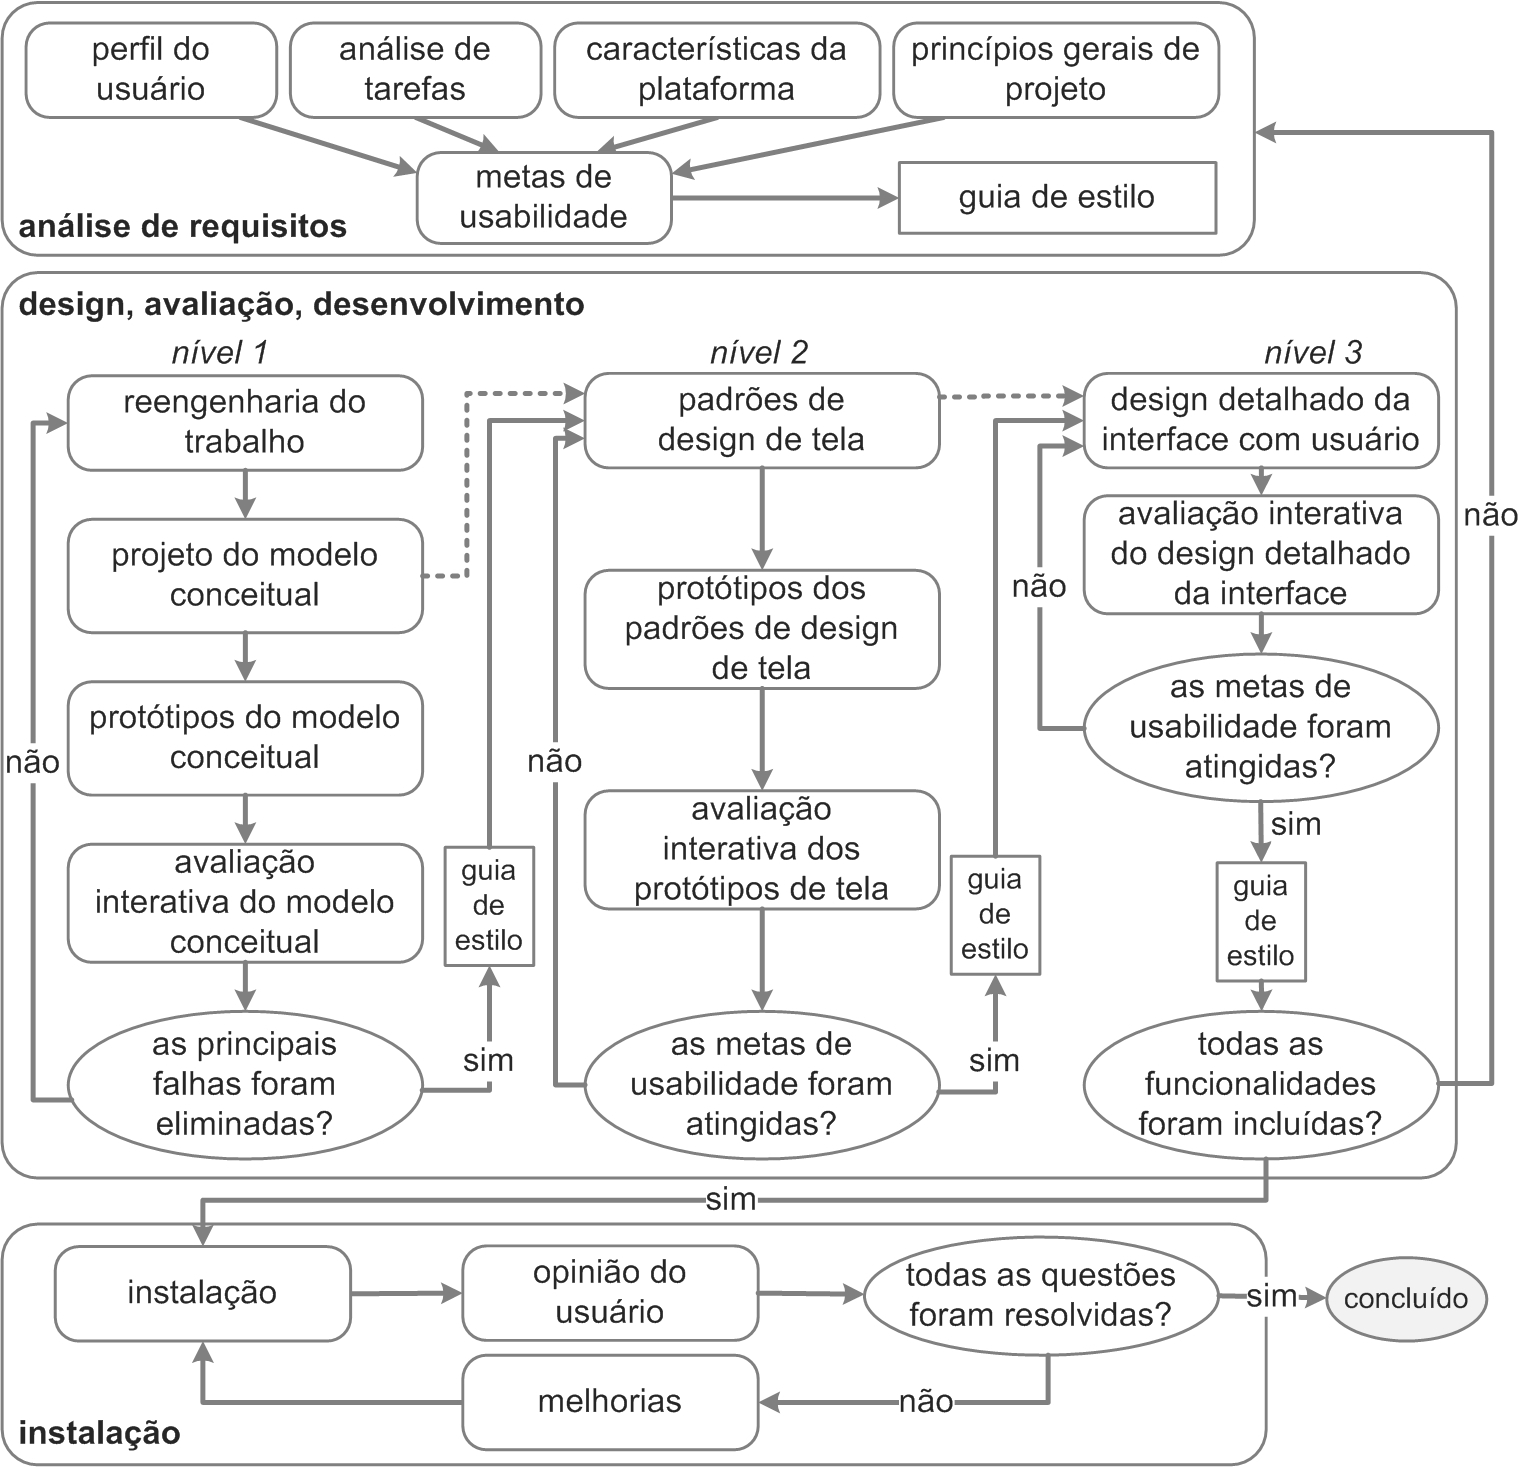 perfil do
usuário
análise de
tarefas
características da
plataforma
princípios gerais de
projeto
metas de
usabilidade
guia de estilo
análise de requisitos
design, avaliação, desenvolvimento
nível 1
reengenharia do
trabalho
projeto do modelo
conceitual
protótipos do modelo
conceitual
não
avaliação
interativa do modelo
conceitual
as principais
falhas foram
eliminadas?
sim
guia
de
estilo
nível 2
padrões de
design de tela
protótipos dos
padrões de design
de tela
não
avaliação
interativa dos
protótipos de tela
as metas de
usabilidade foram
atingidas?
sim
guia
de
estilo
nível 3
design detalhado da
interface com usuário
avaliação interativa
do design detalhado
da interface
não
as metas de
usabilidade foram
atingidas?
sim
guia
de
estilo
todas as
funcionalidades
foram incluídas?
não
sim
instalação
opinião do
usuário
todas as questões
foram resolvidas?
sim
concluído
melhorias
não
instalação